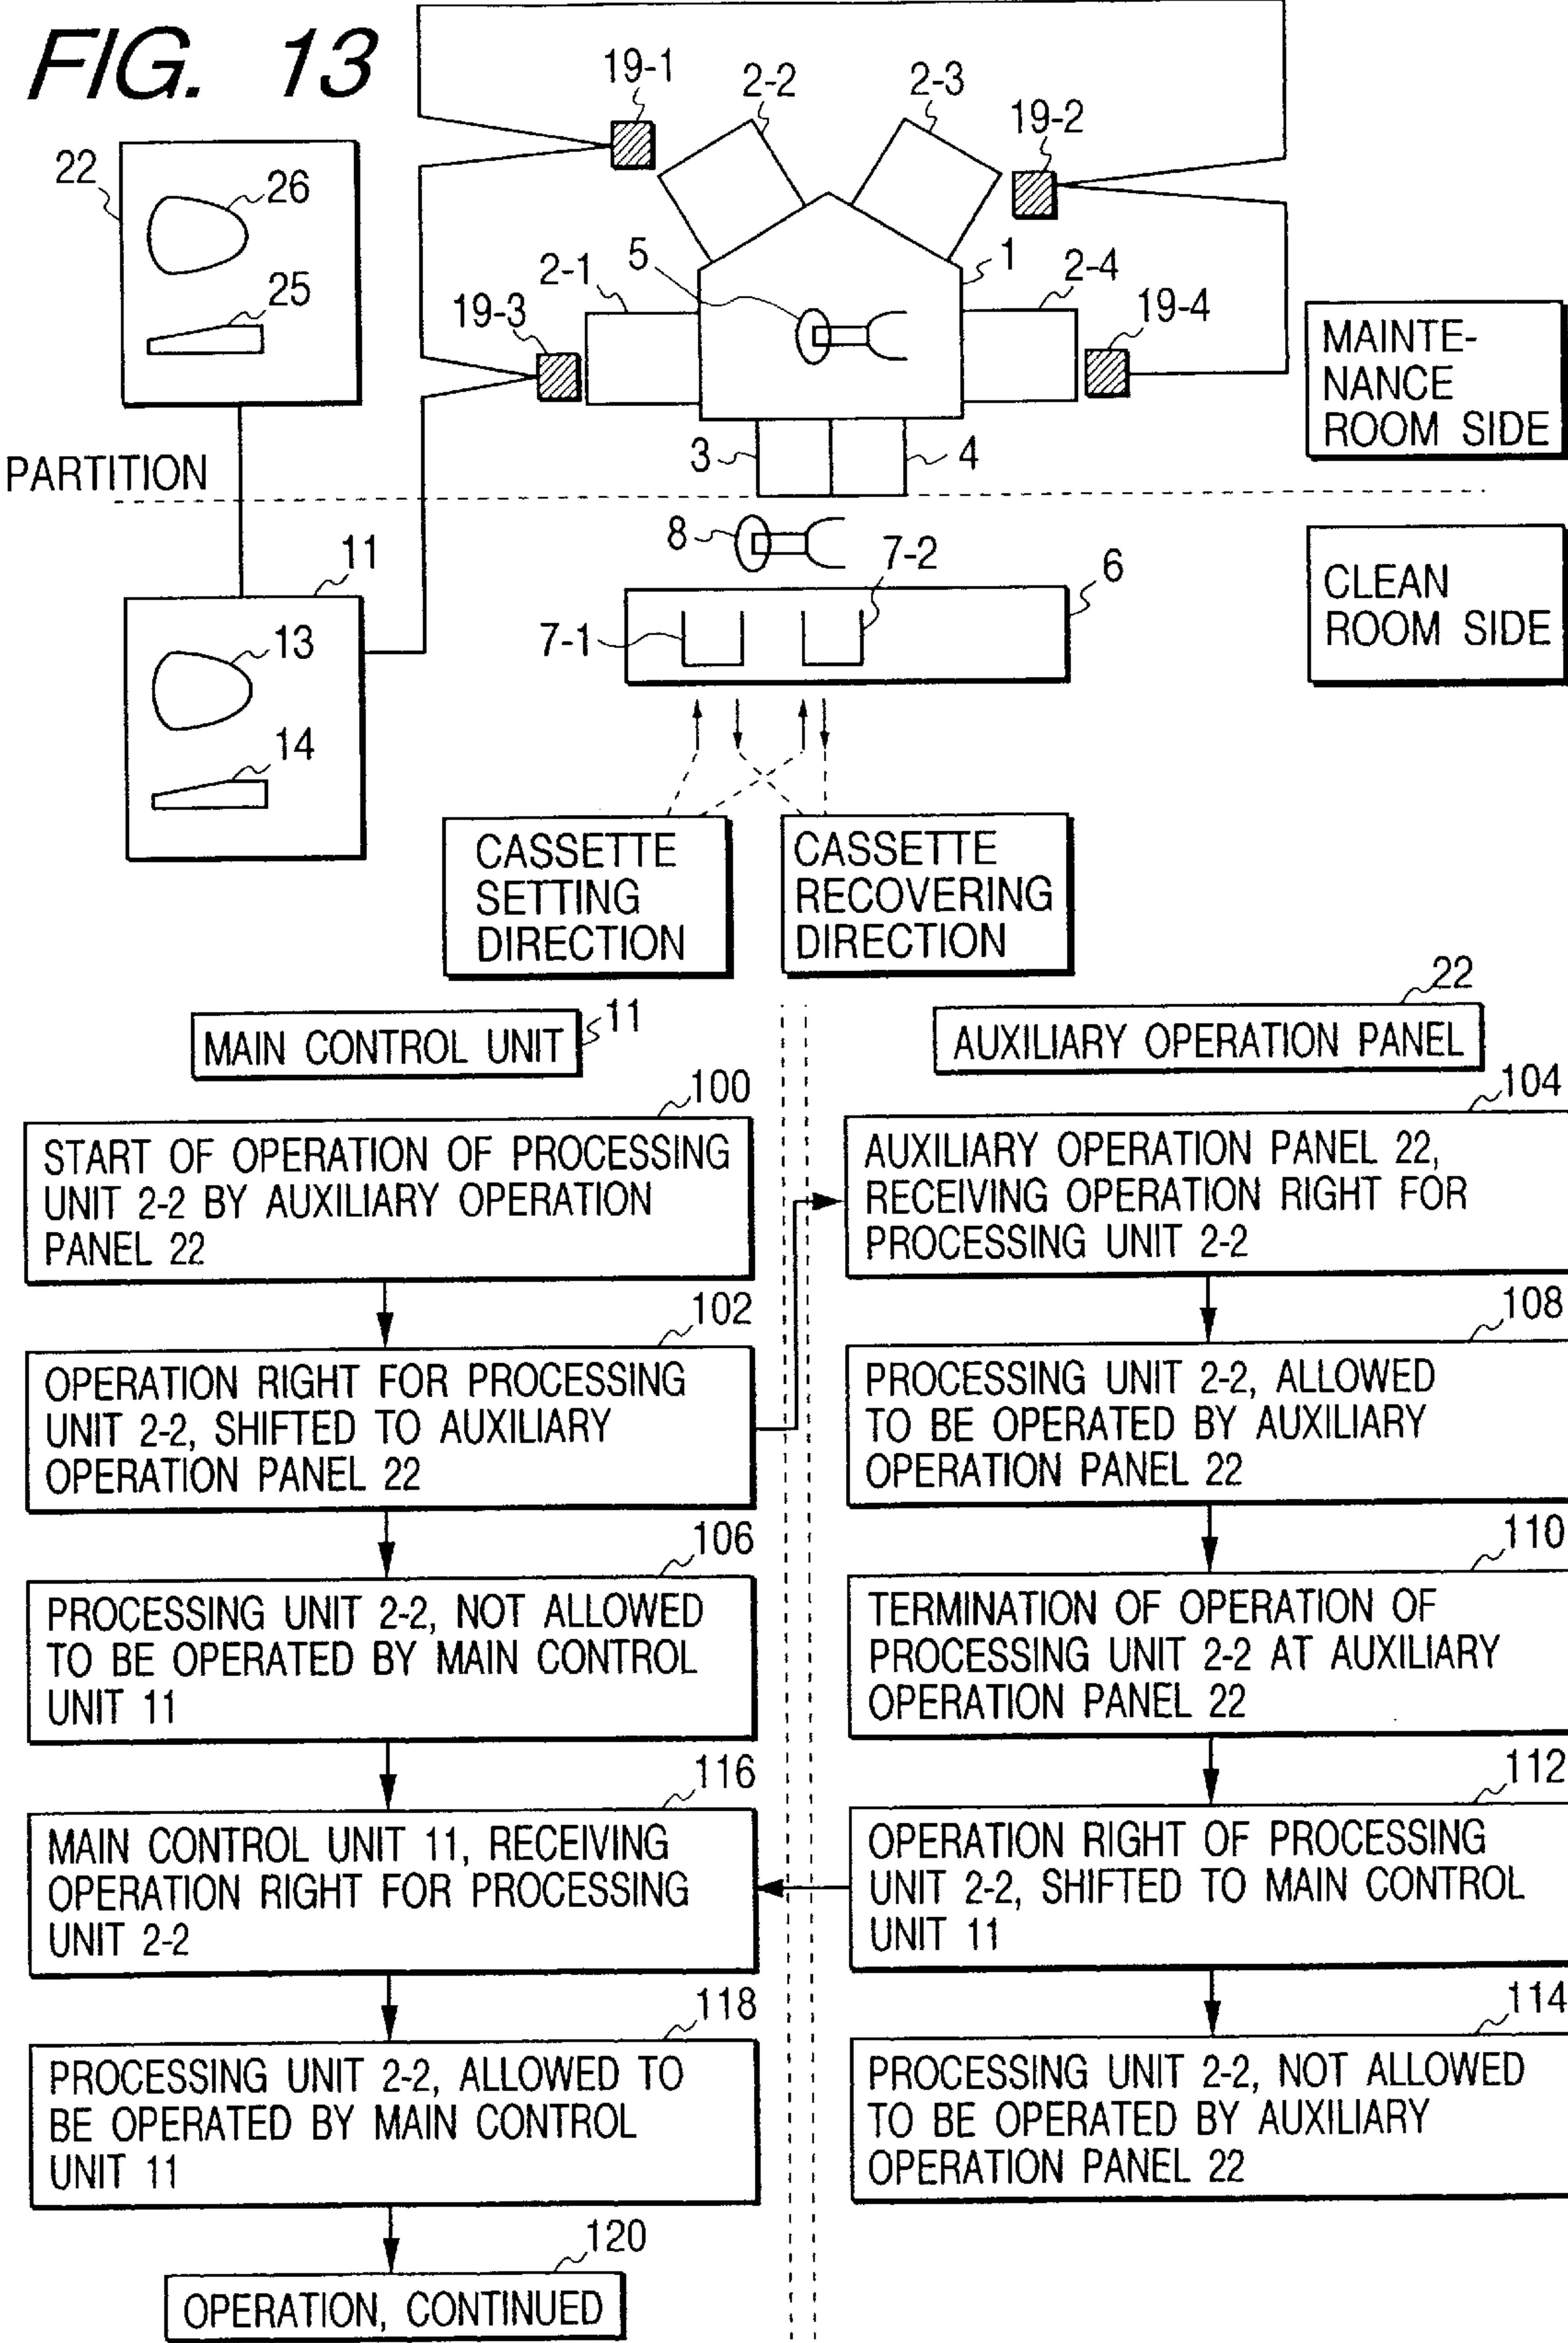 FIG. 13
19-1
2-2
2-3
19-2
22
26
25
5
1
2-1
2-4
19-3
19-4
MAINTE-
NANCE
ROOM SIDE
3
4
PARTITION
8
7-2
6
11
CLEAN
ROOM SIDE
7-1
13
14
CASSETTE
SETTING
DIRECTION
CASSETTE
RECOVERING
DIRECTION
MAIN CONTROL UNIT
11
AUXILIARY OPERATION PANEL
22
100
START OF OPERATION OF PROCESSING
UNIT 2-2 BY AUXILIARY OPERATION
PANEL 22
104
AUXILIARY OPERATION PANEL 22,
RECEIVING OPERATION RIGHT FOR
PROCESSING UNIT 2-2
102
OPERATION RIGHT FOR PROCESSING
UNIT 2-2, SHIFTED TO AUXILIARY
OPERATION PANEL 22
108
PROCESSING UNIT 2-2, ALLOWED
TO BE OPERATED BY AUXILIARY
OPERATION PANEL 22
106
PROCESSING UNIT 2-2, NOT ALLOWED
TO BE OPERATED BY MAIN CONTROL
UNIT 11
110
TERMINATION OF OPERATION OF
PROCESSING UNIT 2-2 AT AUXILIARY
OPERATION PANEL 22
116
MAIN CONTROL UNIT 11, RECEIVING
OPERATION RIGHT FOR PROCESSING
UNIT 2-2
112
OPERATION RIGHT OF PROCESSING
UNIT 2-2, SHIFTED TO MAIN CONTROL
UNIT 11
118
PROCESSING UNIT 2-2, ALLOWED TO
BE OPERATED BY MAIN CONTROL
UNIT 11
114
PROCESSING UNIT 2-2, NOT ALLOWED
TO BE OPERATED BY AUXILIARY
OPERATION PANEL 22
120
OPERATION, CONTINUED